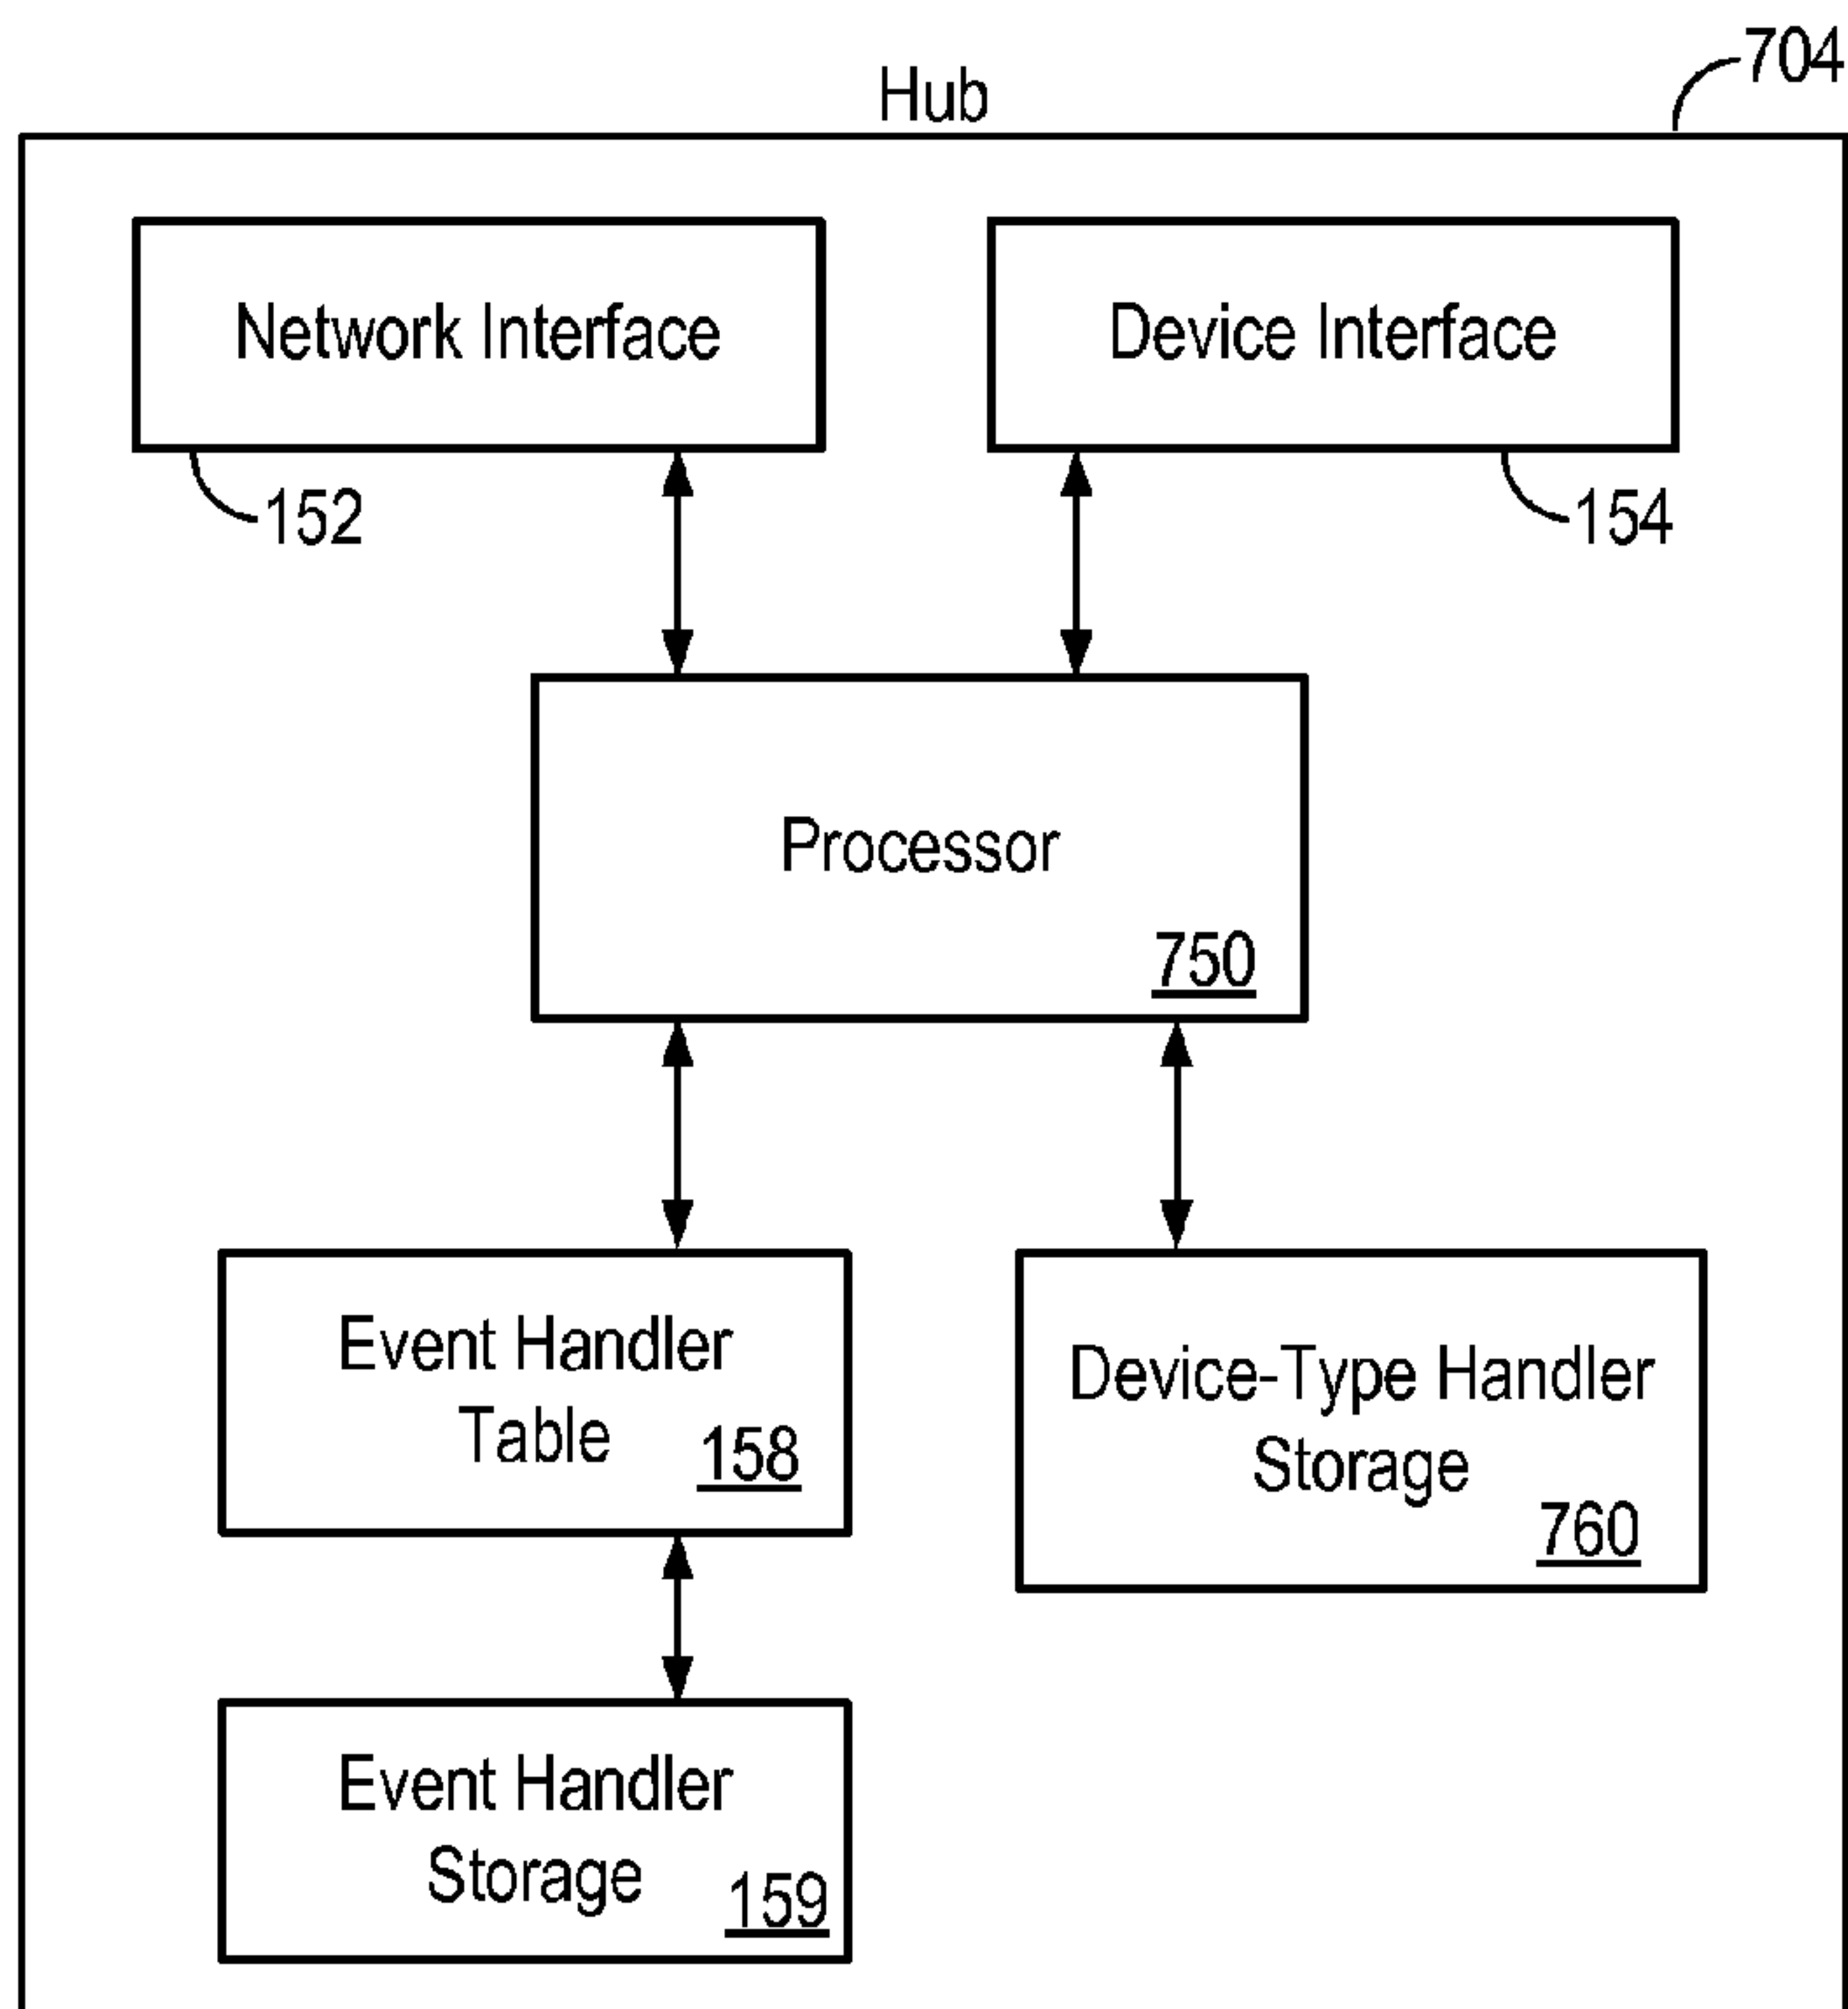 704
Hub
Network Interface
Device Interface
152
154
Processor
750
Event Handler
Table
158
Device-Type Handler
Storage
760
Event Handler
Storage
159